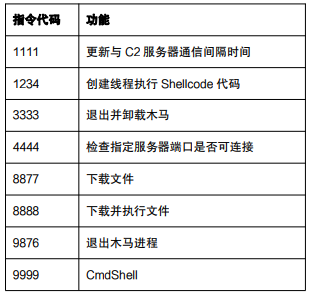 指令代码 功能
1111 更新与 C2 服务器通信间隔时间
1234 创建线程执行 Shellcode 代码
3333 退出并卸载木马
4444 检查指定服务器端口是否可连接
8877 下载文件
8888 下载并执行文件
9876 退出木马进程
9999 CmdShell